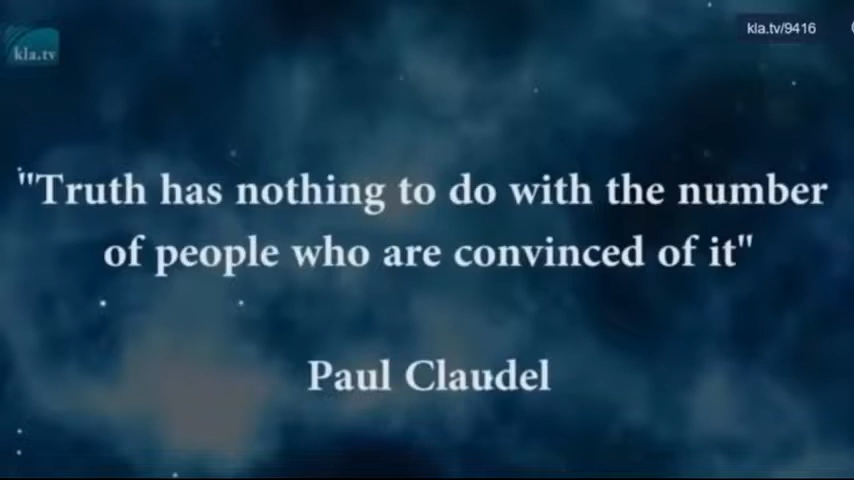 kla.tv/9416
kla.tv
"Truth has nothing to do with the number
of people who are convinced of it"
Paul Claudel